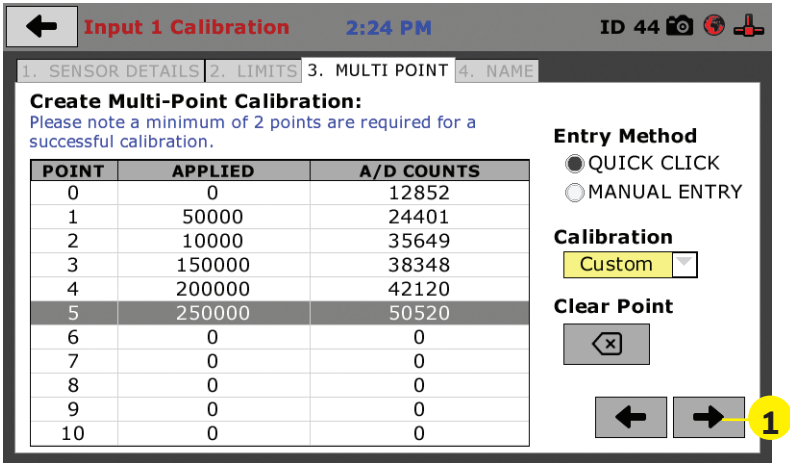 Input 1 Calibration 2:24 PM ID 44
1. SENSOR DETAILS 2. LIMITS 3. MULTI POINT 4. NAME
Create Multi-Point Calibration:
Please note a minimum of 2 points are required for a
successful calibration.
POINT APPLIED A/D COUNTS
0 0 12852
1 50000 24401
2 10000 35649
3 150000 38348
4 200000 42120
5 250000 50520
6 0 0
7 0 0
8 0 0
9 0 0
10 0 0
Entry Method
QUICK CLICK
MANUAL ENTRY
Calibration
Custom
Clear Point
1